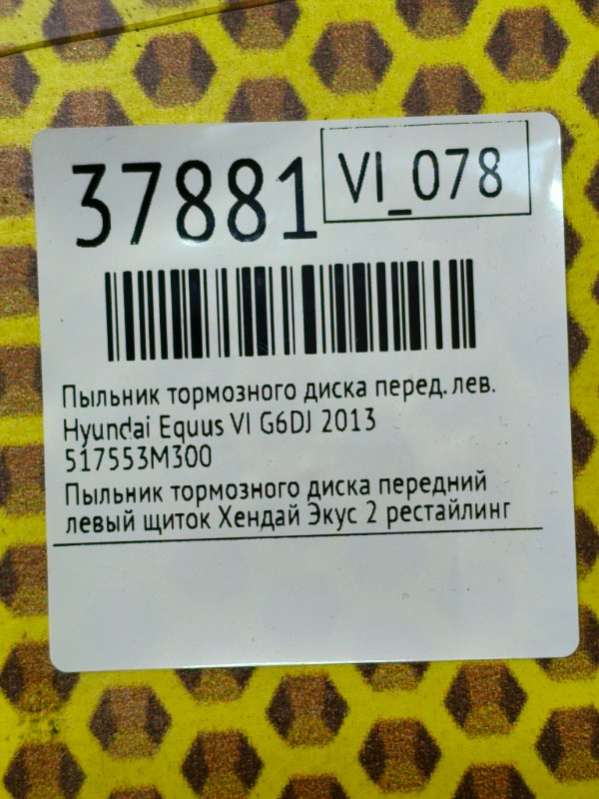 37881
VI_078
Пыльник тормозного диска перед. лев.
Hyundai Equus VI G6DJ 2013
517553M300
Пыльник тормозного диска передний
левый щиток Хендай Экус 2 рестайлинг